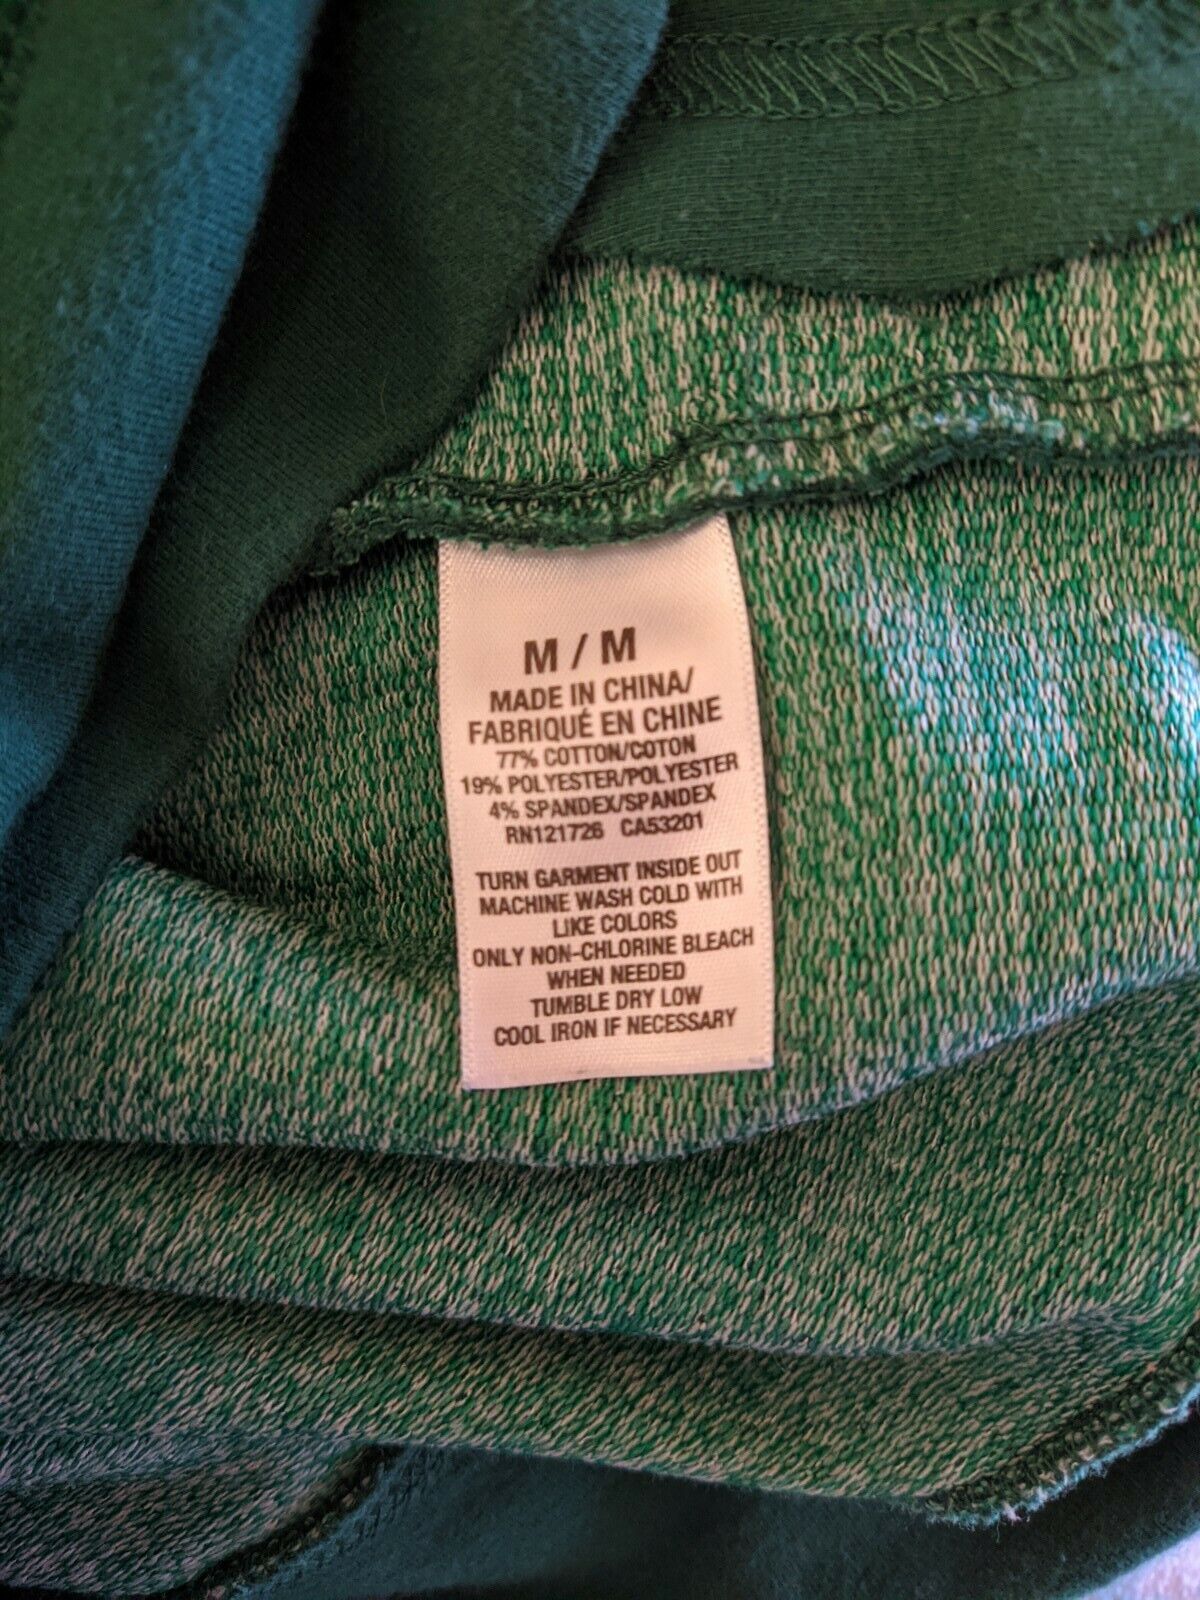 M / M
MADE IN CHINA/
FABRIQUÉ EN CHINE
77% COTTON/COTON
19% POLYESTER/POLYESTER
4% SPANDEX/SPANDEX
RN121726 CA53201
TURN GARMENT INSIDE OUT
MACHINE WASH COLD WITH
LIKE COLORS
ONLY NON-CHLORINE BLEACH
WHEN NEEDED
TUMBLE DRY LOW
COOL IRON IF NECESSARY